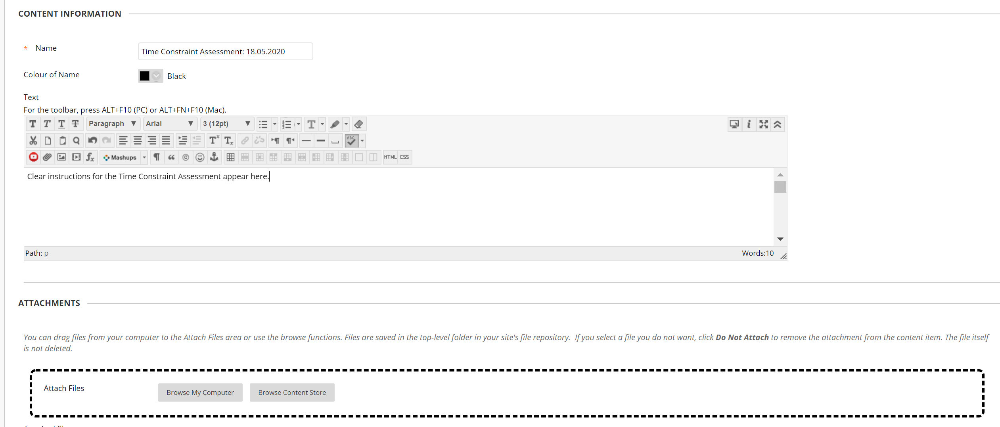 CONTENT INFORMATION
* Name
Time Constraint Assessment: 18.05.2020
Colour of Name
Black
Text
For the toolbar, press ALT+F10 (PC) or ALT+FN+F10 (Mac).
T T T T Paragraph Arial 3 (12pt) T i
Tx Tx ABC
fx Mashups ¶ “ © HTML CSS
Clear instructions for the Time Constraint Assessment appear here.
Path: p
Words:10
ATTACHMENTS
You can drag files from your computer to the Attach Files area or use the browse functions. Files are saved in the top-level folder in your site's file repository. If you select a file you do not want, click Do Not Attach to remove the attachment from the content item. The file itself
is not deleted.
Attach Files
Browse My Computer
Browse Content Store